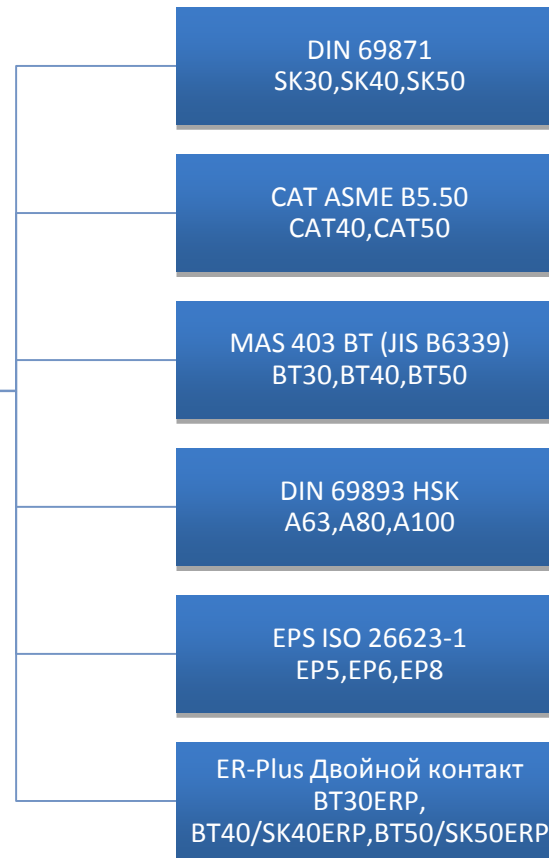 DIN 69871
SK30,SK40,SK50
CAT ASME B5.50
CAT40,CAT50
MAS 403 BT (JIS B6339)
BT30,BT40,BT50
DIN 69893 HSK
A63,A80,A100
EPS ISO 26623-1
EP5,EP6,EP8
ER-Plus Двойной контакт
BT30ERP,
BT40/SK40ERP,BT50/SK50ERP